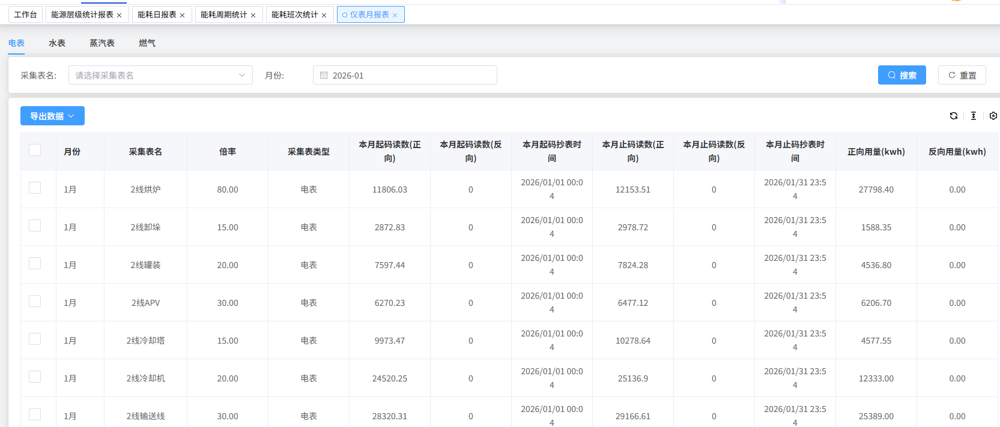 工作台 能源层级统计报表 × 能耗日报表 × 能耗周期统计 × 能耗班次统计 × 仪表月报表 ×
电表 水表 蒸汽表 燃气
采集表名: 请选择采集表名 月份: 2026-01 搜索 重置
导出数据
月份 采集表名 倍率 采集表类型 本月起码读数(正向) 本月起码读数(反向) 本月起码抄表时间 本月止码读数(正向) 本月止码读数(反向) 本月止码抄表时间 正向用量(kwh) 反向用量(kwh)
1月 2线烘炉 80.00 电表 11806.03 0 2026/01/01 00:04 12153.51 0 2026/01/31 23:54 27798.40 0.00
1月 2线卸垛 15.00 电表 2872.83 0 2026/01/01 00:04 2978.72 0 2026/01/31 23:54 1588.35 0.00
1月 2线罐装 20.00 电表 7597.44 0 2026/01/01 00:04 7824.28 0 2026/01/31 23:54 4536.80 0.00
1月 2线APV 30.00 电表 6270.23 0 2026/01/01 00:04 6477.12 0 2026/01/31 23:54 6206.70 0.00
1月 2线冷却塔 15.00 电表 9973.47 0 2026/01/01 00:04 10278.64 0 2026/01/31 23:54 4577.55 0.00
1月 2线冷却机 20.00 电表 24520.25 0 2026/01/01 00:04 25136.9 0 2026/01/31 23:54 12333.00 0.00
1月 2线输送线 30.00 电表 28320.31 0 2026/01/01 00:04 29166.61 0 2026/01/31 23:54 25389.00 0.00